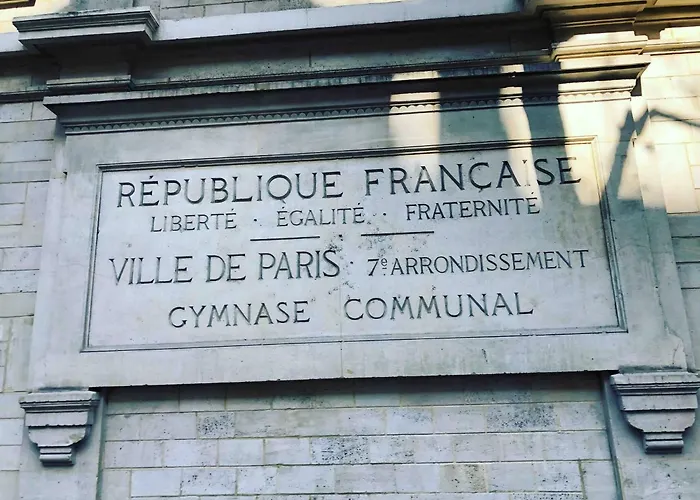 RÉPUBLIQUE FRANÇAISE
LIBERTÉ · ÉGALITÉ · FRATERNITÉ
VILLE DE PARIS · 7e ARRONDISSEMENT
GYMNASE COMMUNAL